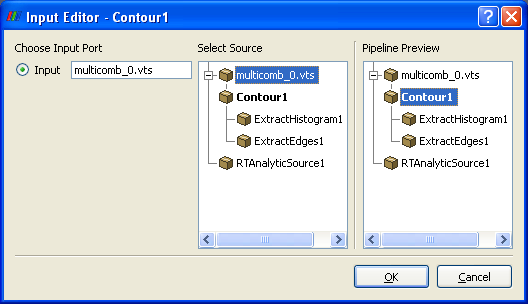 Input Editor - Contour1
Choose Input Port
Input multicomb_0.vts
Select Source
multicomb_0.vts
Contour1
ExtractHistogram1
ExtractEdges1
RTAnalyticSource1
Pipeline Preview
multicomb_0.vts
Contour1
ExtractHistogram1
ExtractEdges1
RTAnalyticSource1
OK
Cancel